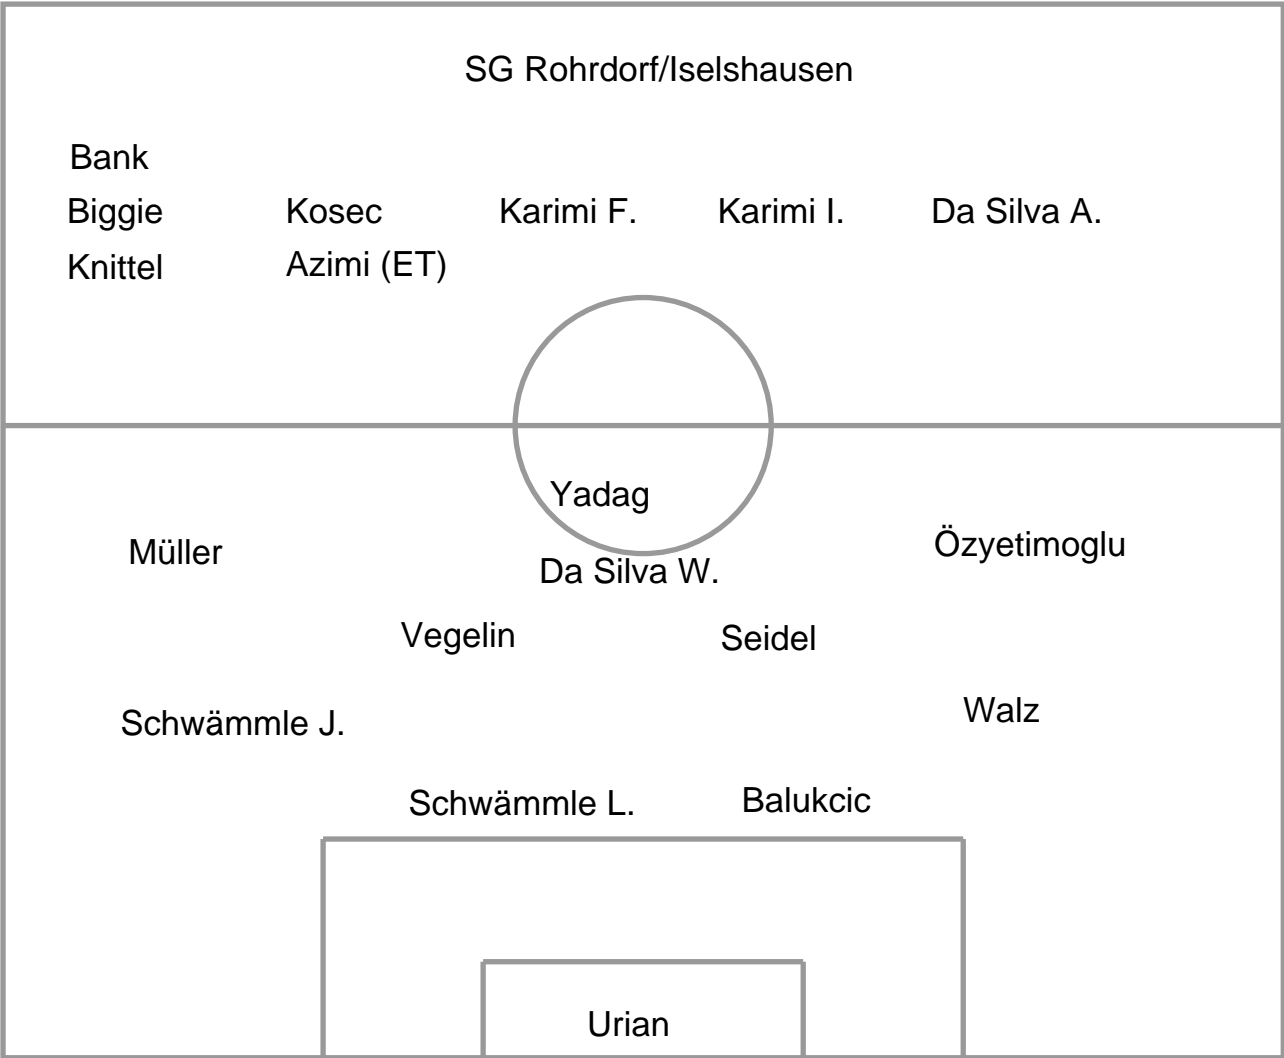 SG Rohrdorf/Iselshausen
Bank
Biggie Kosec Karimi F. Karimi I. Da Silva A.
Knittel Azimi (ET)
Yadag
Müller Özyetimoglu
Da Silva W.
Vegelin Seidel
Schwämmle J. Walz
Schwämmle L. Balukcic
Urian